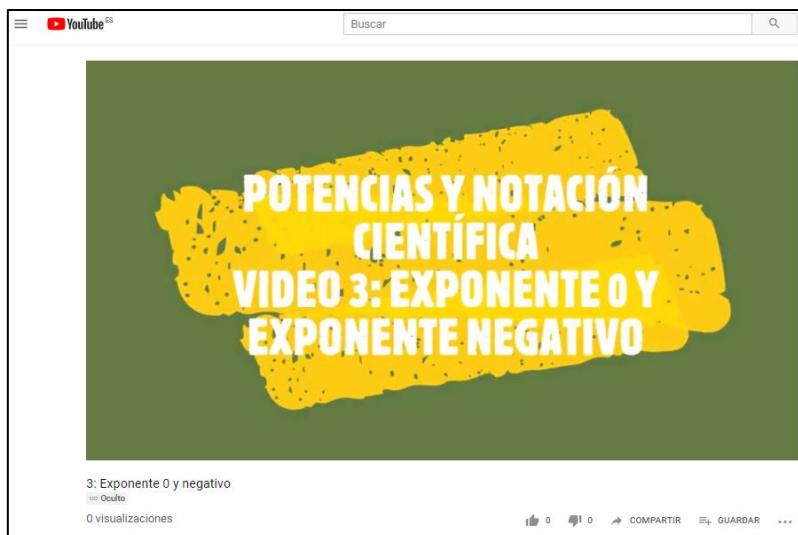 YouTube ES
Buscar
POTENCIAS Y NOTACIÓN
CIENTÍFICA
VIDEO 3: EXPONENTE 0 Y
EXPONENTE NEGATIVO
3: Exponente 0 y negativo
Oculto
0 visualizaciones
0 0 COMPARTIR GUARDAR